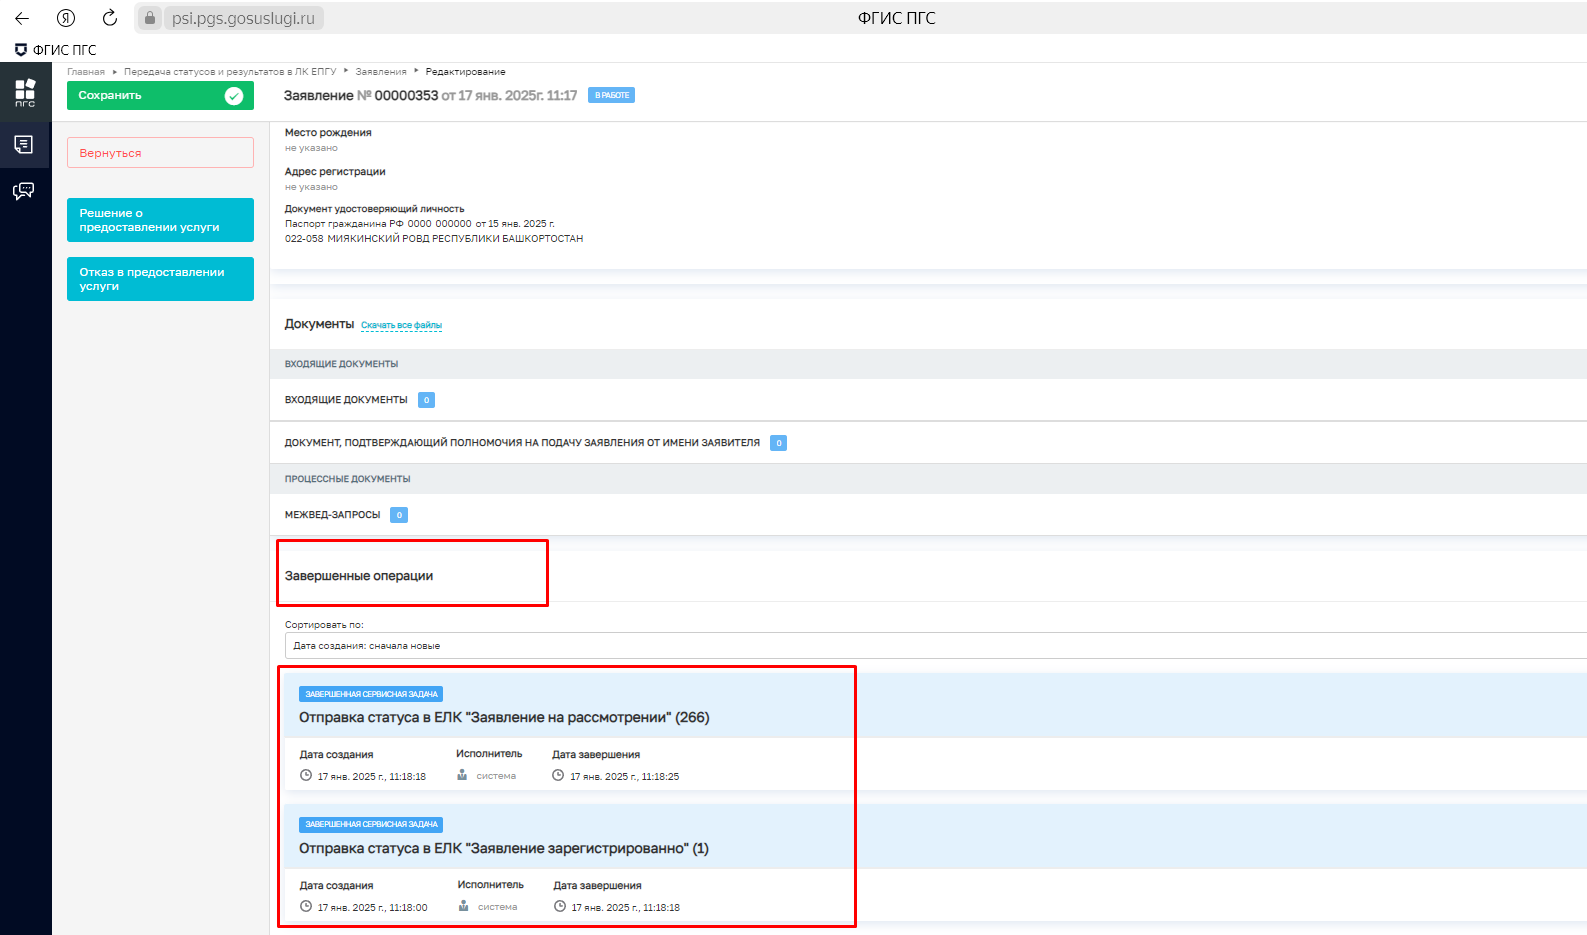 psi.pgs.gosuslugi.ru
ФГИС ПГС
ФГИС ПГС
пгс
Главная ▸ Передача статусов и результатов в ЛК ЕПГУ ▸ Заявления ▸ Редактирование
Сохранить
Заявление № 00000353 от 17 янв. 2025г. 11:17 В РАБОТЕ
Вернуться
Решение о
предоставлении услуги
Отказ в предоставлении
услуги
Место рождения
не указано
Адрес регистрации
не указано
Документ удостоверяющий личность
Паспорт гражданина РФ 0000 000000 от 15 янв. 2025 г.
022-058 МИЯКИНСКИЙ РОВД РЕСПУБЛИКИ БАШКОРТОСТАН
Документы Скачать все файлы
ВХОДЯЩИЕ ДОКУМЕНТЫ
ВХОДЯЩИЕ ДОКУМЕНТЫ 0
ДОКУМЕНТ, ПОДТВЕРЖДАЮЩИЙ ПОЛНОМОЧИЯ НА ПОДАЧУ ЗАЯВЛЕНИЯ ОТ ИМЕНИ ЗАЯВИТЕЛЯ 0
ПРОЦЕССНЫЕ ДОКУМЕНТЫ
МЕЖВЕД-ЗАПРОСЫ 0
Завершенные операции
Сортировать по:
Дата создания: сначала новые
ЗАВЕРШЕННАЯ СЕРВИСНАЯ ЗАДАЧА
Отправка статуса в ЕЛК "Заявление на рассмотрении" (266)
Дата создания Исполнитель Дата завершения
17 янв. 2025 г., 11:18:18 система 17 янв. 2025 г., 11:18:25
ЗАВЕРШЕННАЯ СЕРВИСНАЯ ЗАДАЧА
Отправка статуса в ЕЛК "Заявление зарегистрированно" (1)
Дата создания Исполнитель Дата завершения
17 янв. 2025 г., 11:18:00 система 17 янв. 2025 г., 11:18:18